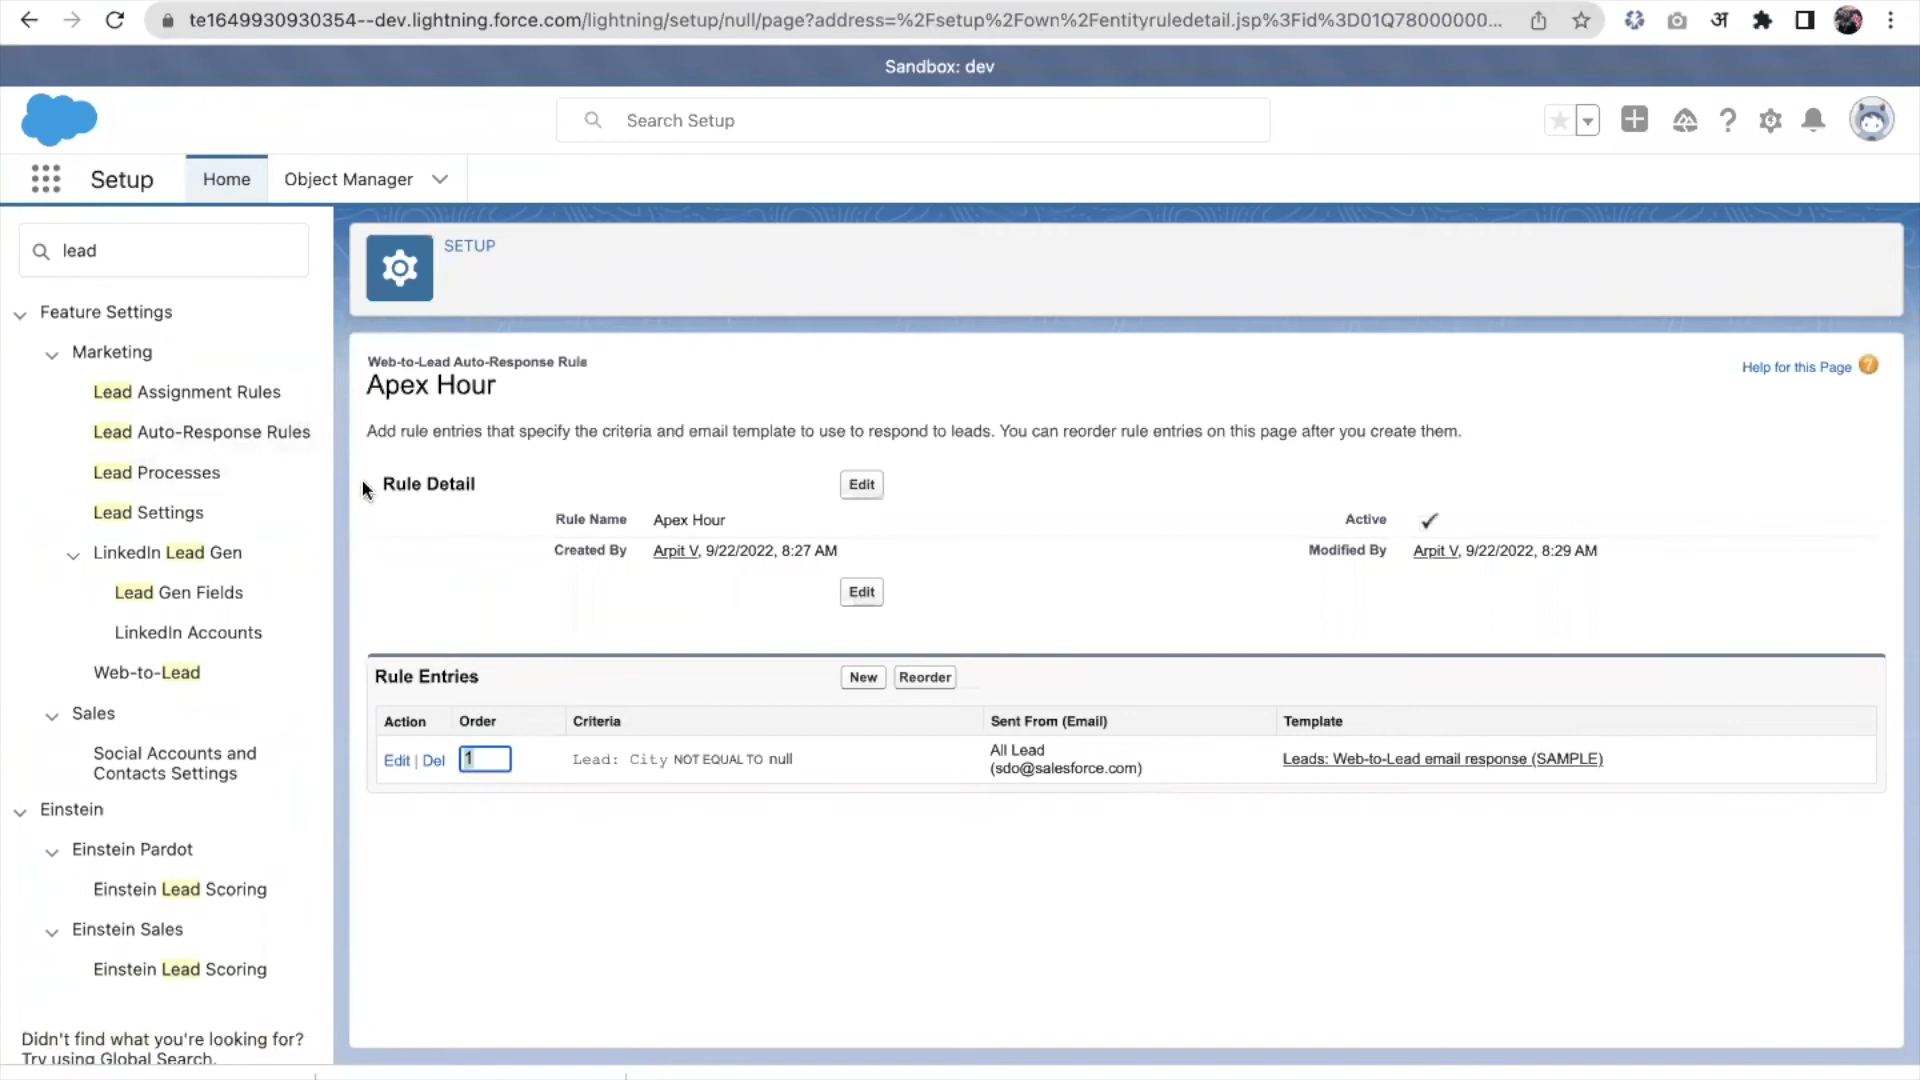 te1649930930354--dev.lightning.force.com/lightning/setup/null/page?address=%2Fsetup%2Fown%2Fentityruledetail.jsp%3Fid%3D01Q78000000...
अ
Sandbox: dev
Search Setup
Setup
Home
Object Manager
lead
Feature Settings
Marketing
Lead Assignment Rules
Lead Auto-Response Rules
Lead Processes
Lead Settings
LinkedIn Lead Gen
Lead Gen Fields
LinkedIn Accounts
Web-to-Lead
Sales
Social Accounts and
Contacts Settings
Einstein
Einstein Pardot
Einstein Lead Scoring
Einstein Sales
Einstein Lead Scoring
Didn't find what you're looking for?
Try using Global Search.
SETUP
Web-to-Lead Auto-Response Rule
Apex Hour
Help for this Page ?
Add rule entries that specify the criteria and email template to use to respond to leads. You can reorder rule entries on this page after you create them.
Rule Detail Edit
Rule Name Apex Hour Active
Created By Arpit V, 9/22/2022, 8:27 AM Modified By Arpit V, 9/22/2022, 8:29 AM
Edit
Rule Entries New Reorder
Action Order Criteria Sent From (Email) Template
Edit | Del 1 Lead: City NOT EQUAL TO null All Lead
(sdo@salesforce.com) Leads: Web-to-Lead email response (SAMPLE)